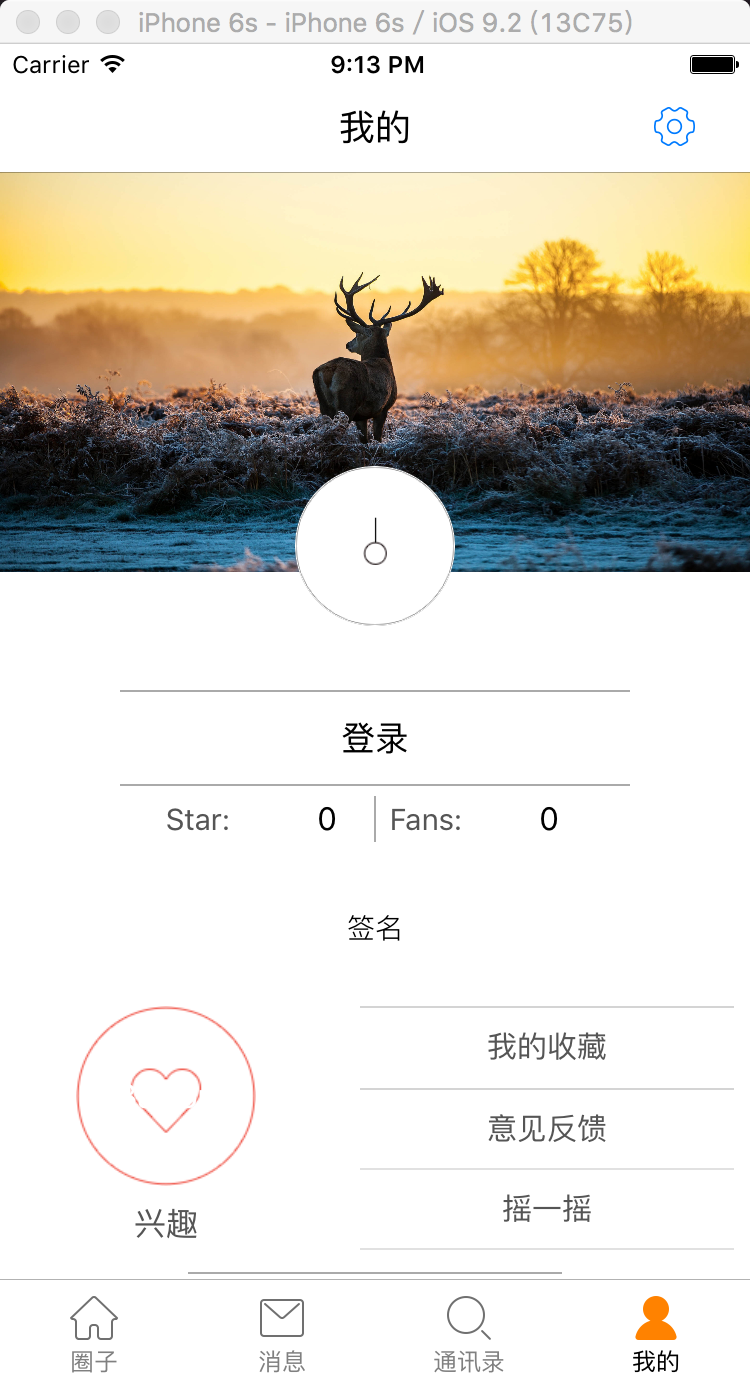 iPhone 6s - iPhone 6s / iOS 9.2 (13C75)
Carrier 9:13 PM
我的
登录
Star: 0 Fans: 0
签名
我的收藏
意见反馈
摇一摇
兴趣
圈子 消息 通讯录 我的